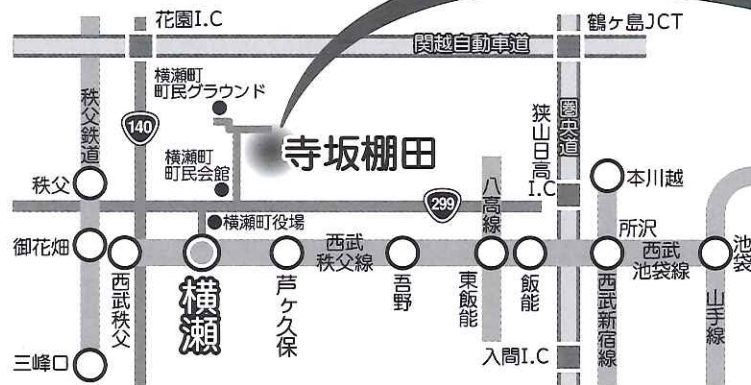 花園I.C
鶴ヶ島JCT
関越自動車道
横瀬町
町民グラウンド
秩父鉄道
140
寺坂棚田
狭山日高
I.C
圏央道
横瀬町
町民会館
八高線
秩父
本川越
299
横瀬町役場
御花畑
西武
秩父線
所沢
西武
池袋線
池袋
西武秩父
横瀬
芦ヶ久保
吾野
東飯能
飯能
西武新宿線
山手線
三峰口
入間I.C